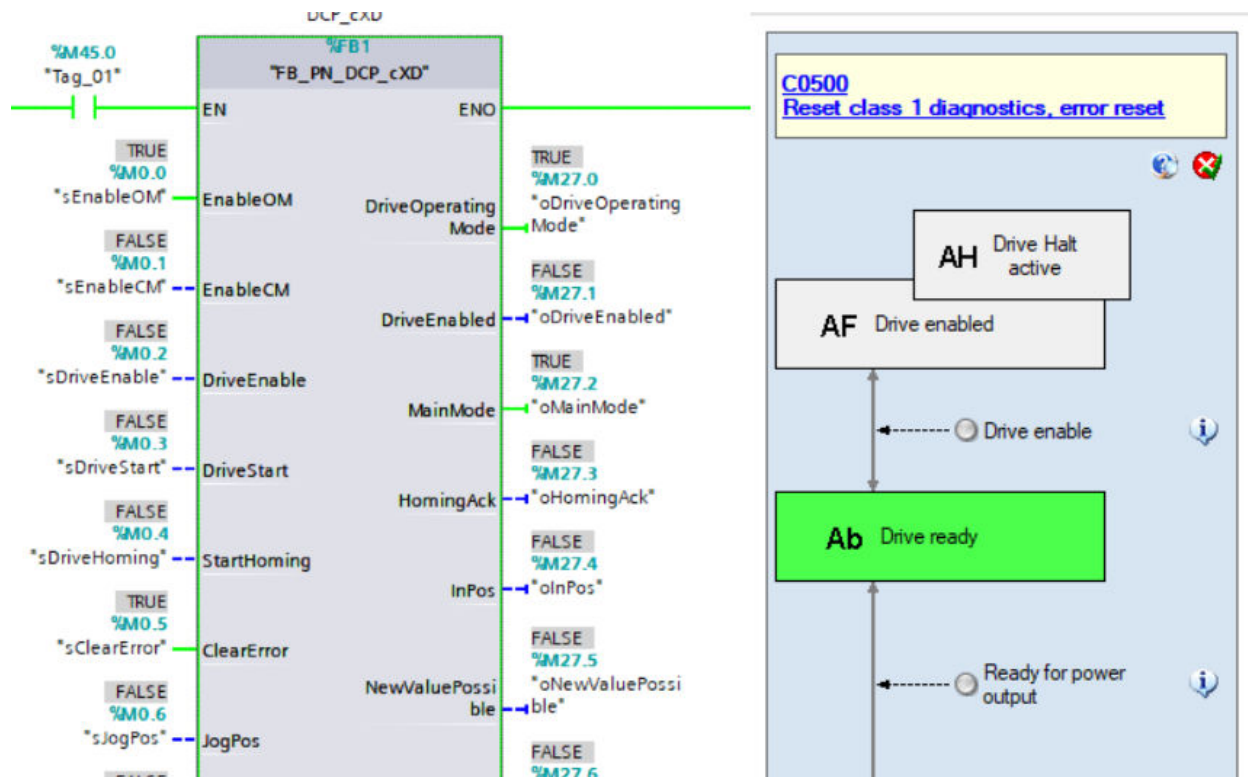 DCP_cXD
%M45.0
"Tag_01"
%FB1
"FB_PN_DCP_cXD"
EN
ENO
TRUE
%M0.0
"sEnableOM"
EnableOM
FALSE
%M0.1
"sEnableCM"
EnableCM
FALSE
%M0.2
"sDriveEnable"
DriveEnable
FALSE
%M0.3
"sDriveStart"
DriveStart
FALSE
%M0.4
"sDriveHoming"
StartHoming
TRUE
%M0.5
"sClearError"
ClearError
FALSE
%M0.6
"sJogPos"
JogPos
FALSE
DriveOperating
Mode
TRUE
%M27.0
"oDriveOperating
Mode"
DriveEnabled
FALSE
%M27.1
"oDriveEnabled"
MainMode
TRUE
%M27.2
"oMainMode"
HomingAck
FALSE
%M27.3
"oHomingAck"
InPos
FALSE
%M27.4
"oInPos"
NewValuePossi
ble
FALSE
%M27.5
"oNewValuePossi
ble"
FALSE
%M27.6
C0500
Reset class 1 diagnostics, error reset
AH Drive Halt
active
AF Drive enabled
Drive enable
Ab Drive ready
Ready for power
output